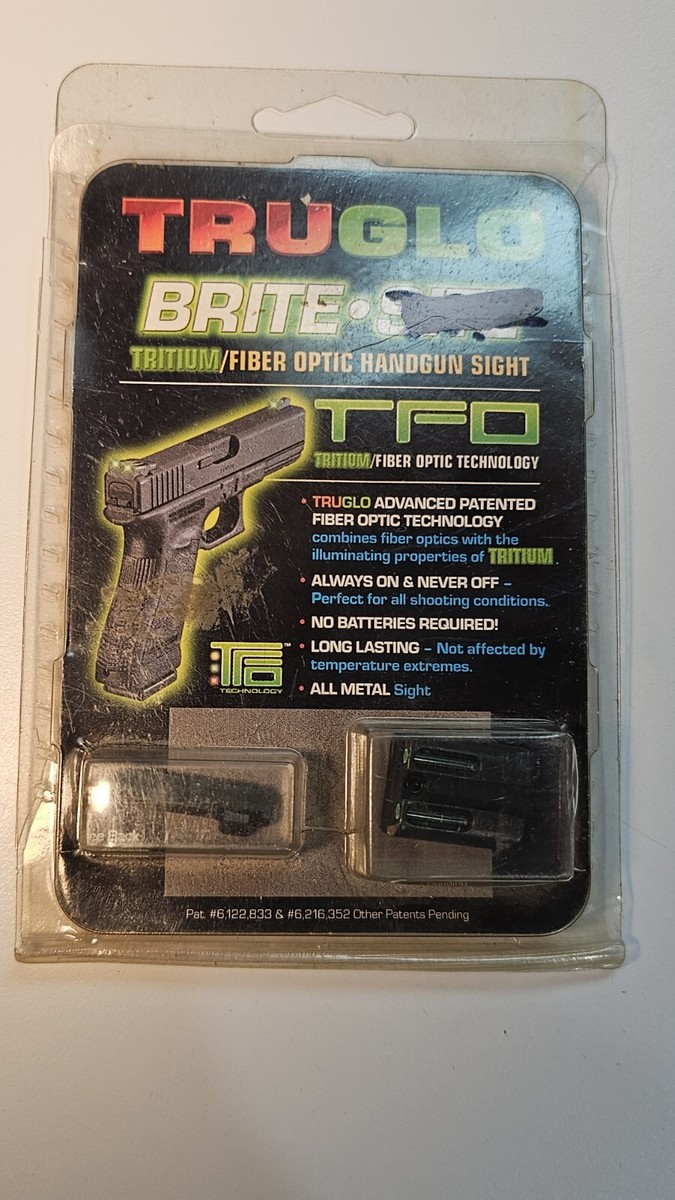 TRUGLO
BRITE•S
TRITIUM/FIBER OPTIC HANDGUN SIGHT
TFO
TRITIUM/FIBER OPTIC TECHNOLOGY
• TRUGLO ADVANCED PATENTED
FIBER OPTIC TECHNOLOGY
combines fiber optics with the
illuminating properties of TRITIUM.
• ALWAYS ON & NEVER OFF –
Perfect for all shooting conditions.
• NO BATTERIES REQUIRED!
• LONG LASTING – Not affected by
temperature extremes.
• ALL METAL Sight
TFO™
TECHNOLOGY
Back
Pat. #6,122,833 & #6,216,352 Other Patents Pending